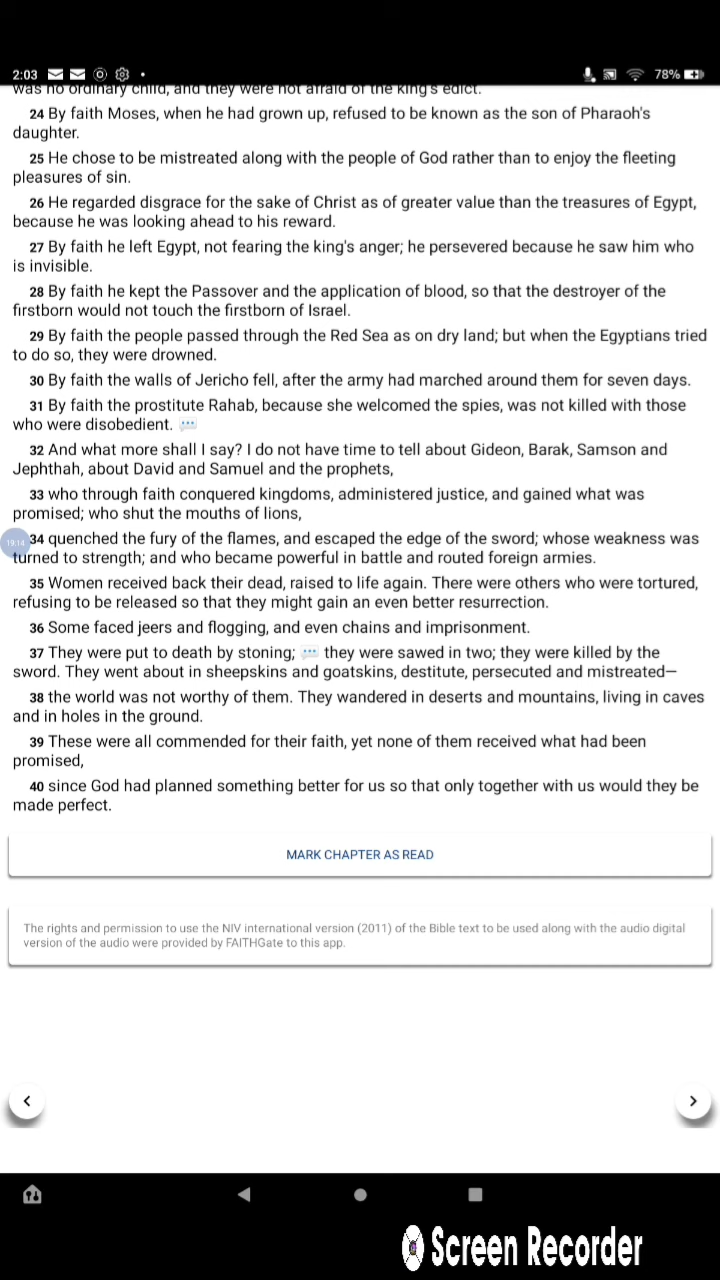 2:03
78%
was no ordinary child, and they were not afraid of the king's edict.
24 By faith Moses, when he had grown up, refused to be known as the son of Pharaoh's
daughter.
25 He chose to be mistreated along with the people of God rather than to enjoy the fleeting
pleasures of sin.
26 He regarded disgrace for the sake of Christ as of greater value than the treasures of Egypt,
because he was looking ahead to his reward.
27 By faith he left Egypt, not fearing the king's anger; he persevered because he saw him who
is invisible.
28 By faith he kept the Passover and the application of blood, so that the destroyer of the
firstborn would not touch the firstborn of Israel.
29 By faith the people passed through the Red Sea as on dry land; but when the Egyptians tried
to do so, they were drowned.
30 By faith the walls of Jericho fell, after the army had marched around them for seven days.
31 By faith the prostitute Rahab, because she welcomed the spies, was not killed with those
who were disobedient.
32 And what more shall I say? I do not have time to tell about Gideon, Barak, Samson and
Jephthah, about David and Samuel and the prophets,
33 who through faith conquered kingdoms, administered justice, and gained what was
promised; who shut the mouths of lions,
19:14
34 quenched the fury of the flames, and escaped the edge of the sword; whose weakness was
turned to strength; and who became powerful in battle and routed foreign armies.
35 Women received back their dead, raised to life again. There were others who were tortured,
refusing to be released so that they might gain an even better resurrection.
36 Some faced jeers and flogging, and even chains and imprisonment.
37 They were put to death by stoning; they were sawed in two; they were killed by the
sword. They went about in sheepskins and goatskins, destitute, persecuted and mistreated—
38 the world was not worthy of them. They wandered in deserts and mountains, living in caves
and in holes in the ground.
39 These were all commended for their faith, yet none of them received what had been
promised,
40 since God had planned something better for us so that only together with us would they be
made perfect.
MARK CHAPTER AS READ
The rights and permission to use the NIV international version (2011) of the Bible text to be used along with the audio digital
version of the audio were provided by FAITHGate to this app.
Screen Recorder